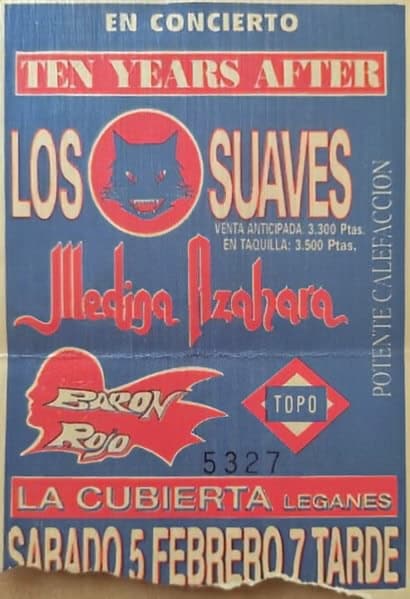 EN CONCIERTO
TEN YEARS AFTER
LOS SUAVES
VENTA ANTICIPADA: 3.300 Ptas.
EN TAQUILLA: 3.500 Ptas.
Medina Azahara
POTENTE CALEFACCION
BARON ROJO
TOPO
5327
LA CUBIERTA LEGANES
SABADO 5 FEBRERO 7 TARDE